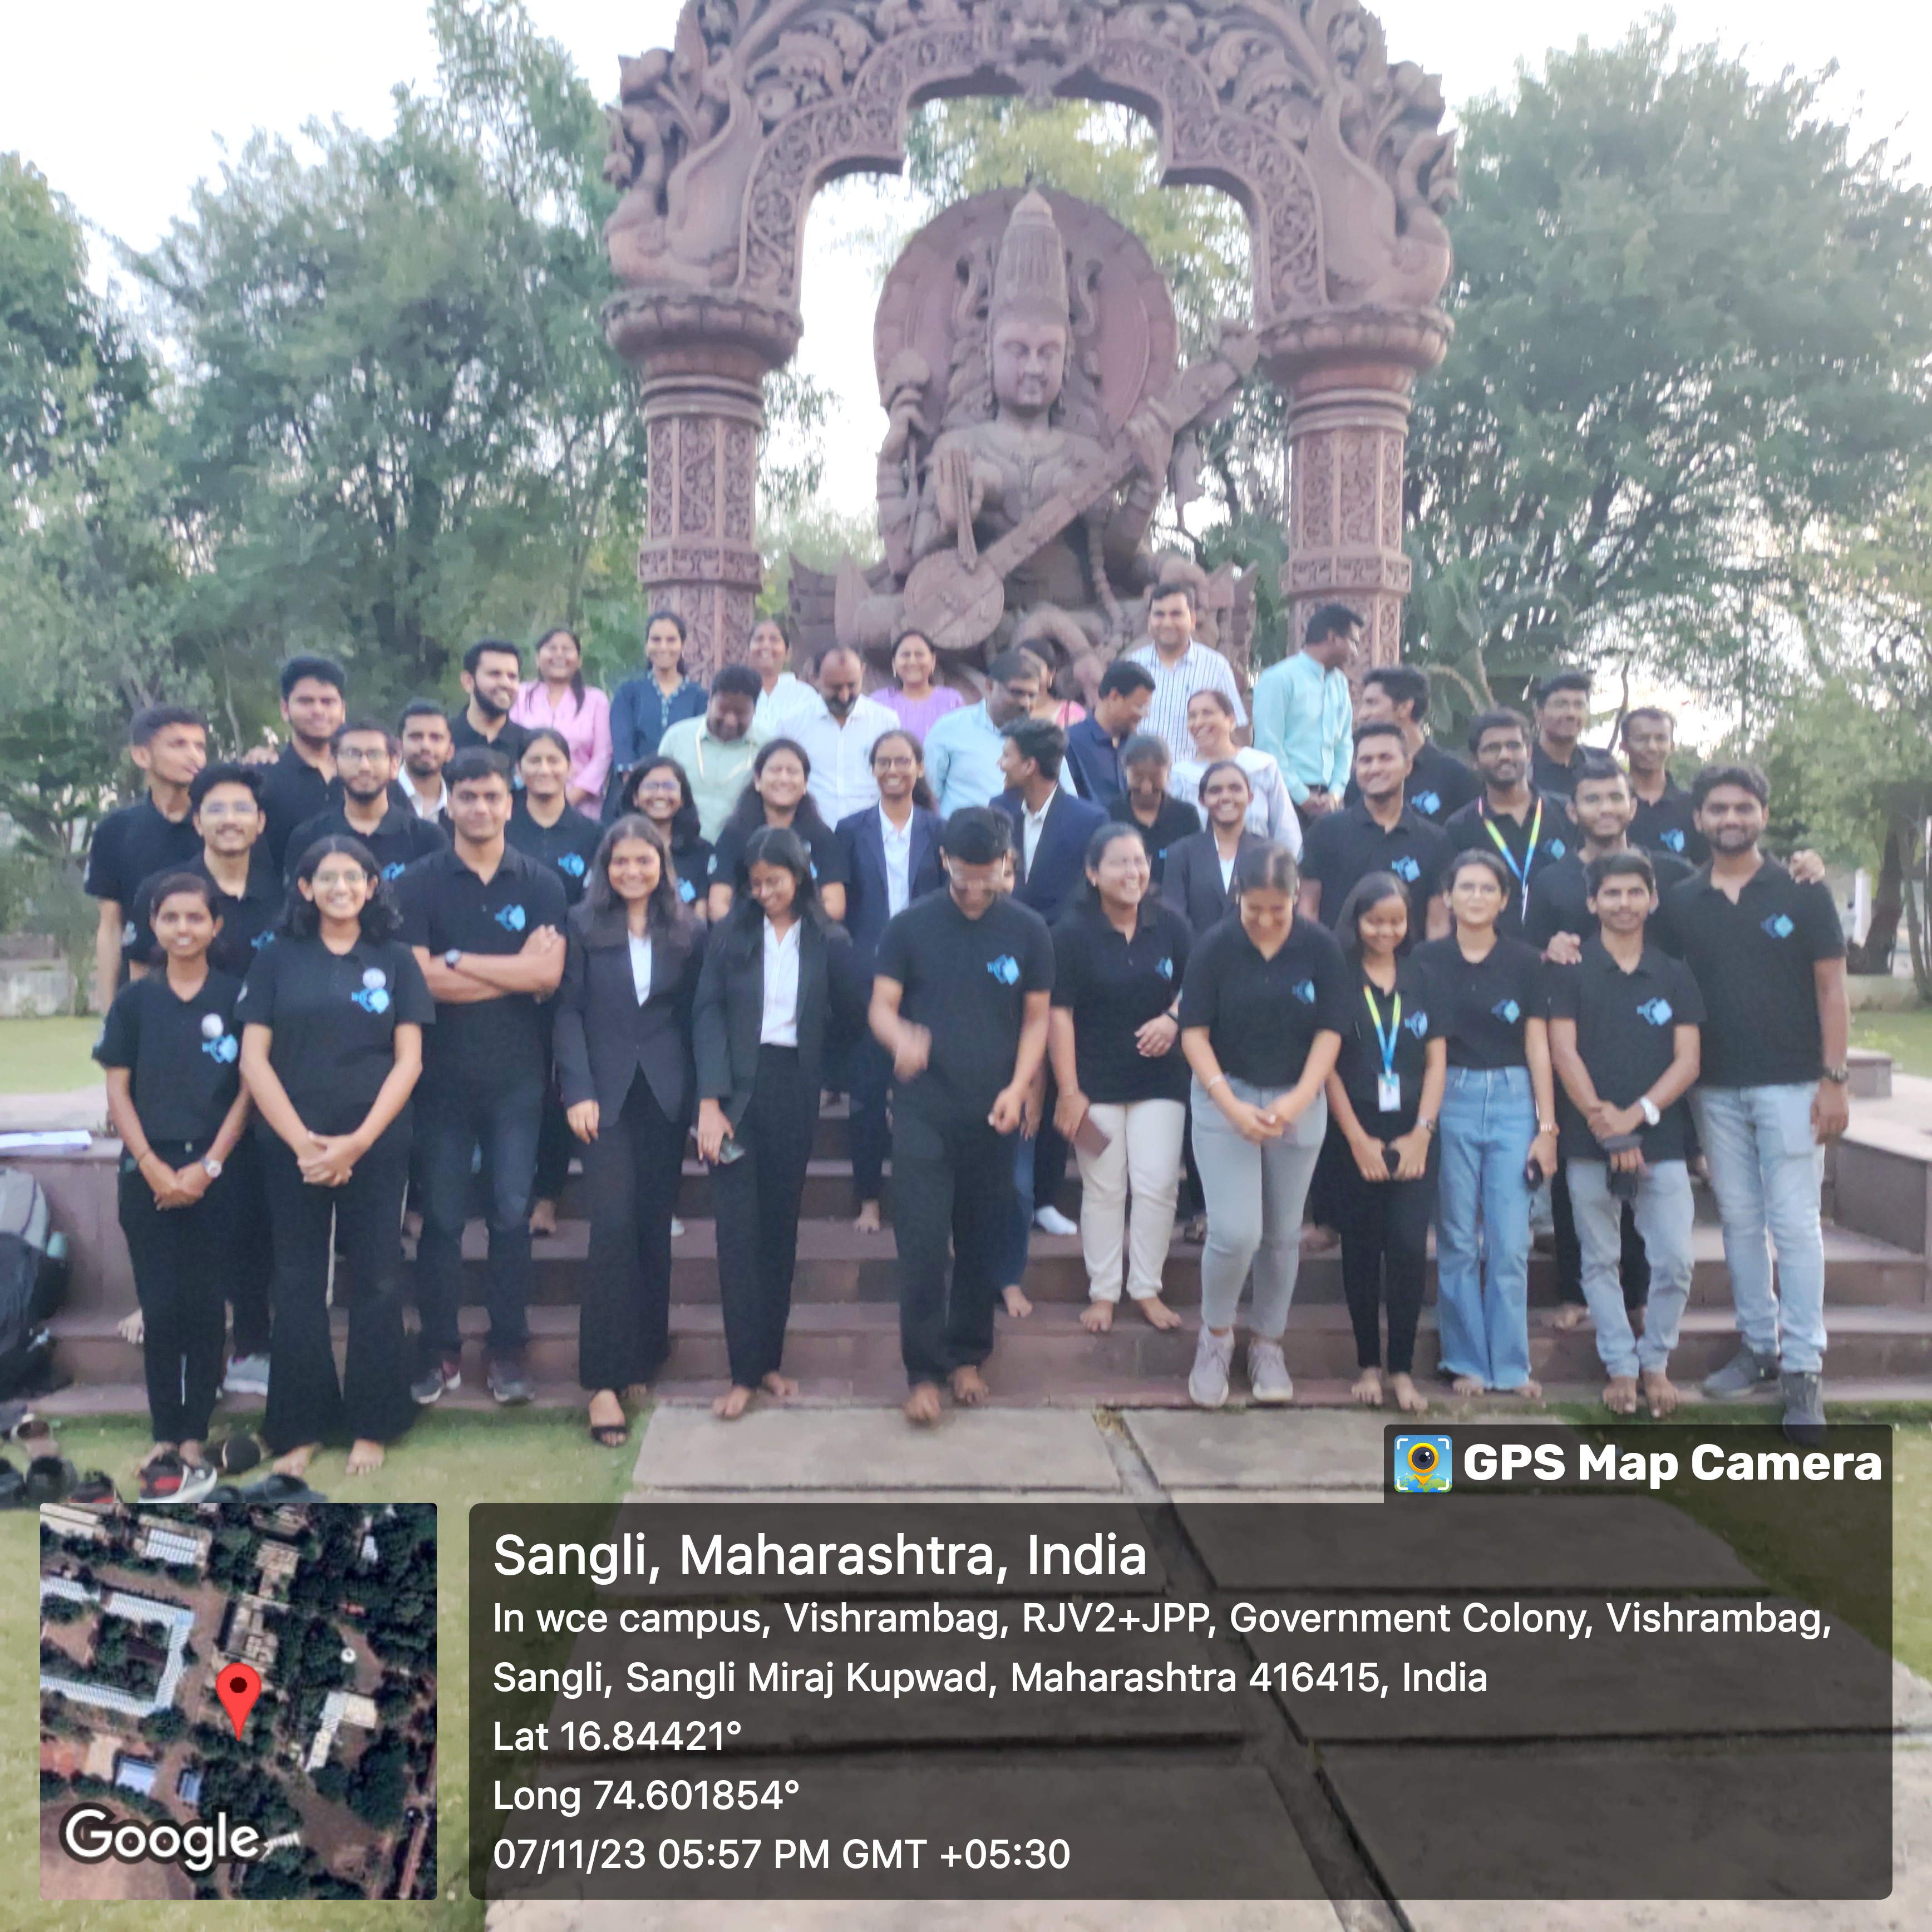 GPS Map Camera
Sangli, Maharashtra, India
In wce campus, Vishrambag, RJV2+JPP, Government Colony, Vishrambag,
Sangli, Sangli Miraj Kupwad, Maharashtra 416415, India
Lat 16.84421°
Long 74.601854°
07/11/23 05:57 PM GMT +05:30
Google